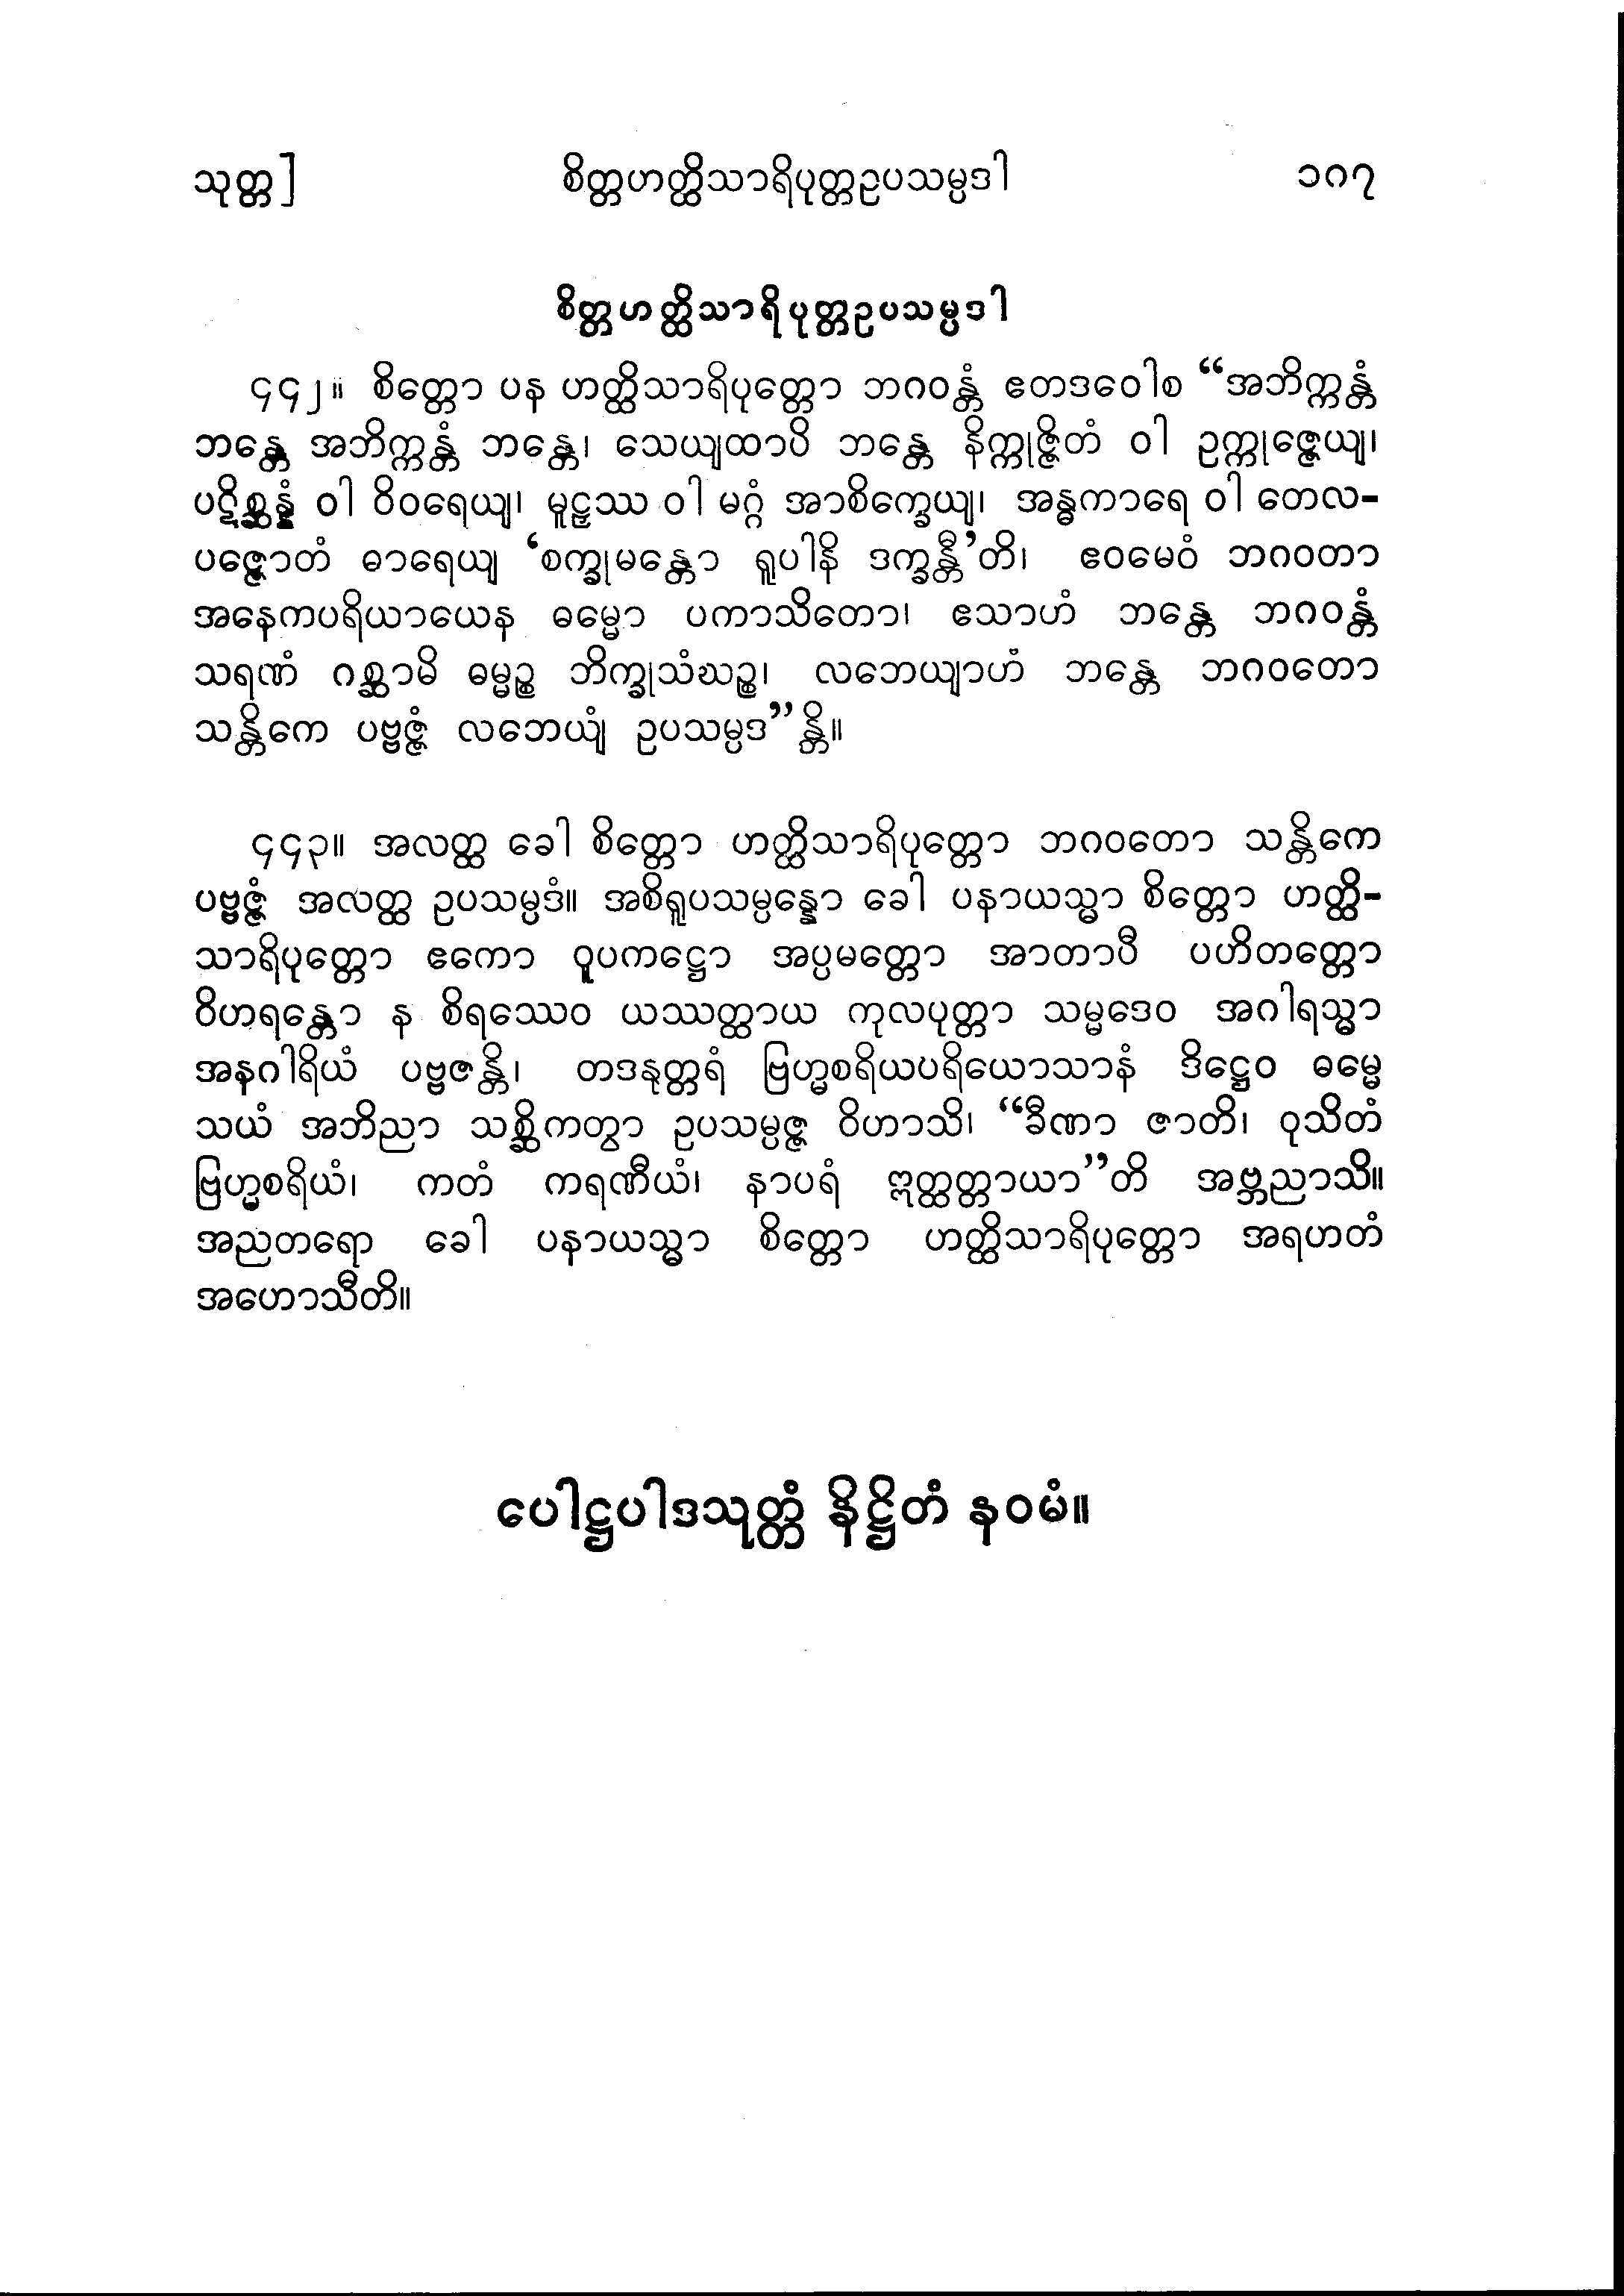 သုတ္တ] စိတ္တဟတ္ထိသာရိပုတ္တဥပသမ္ပဒါ ၁၈၇
စိတ္တဟတ္ထိသာရိပုတ္တဥပသမ္ပဒါ
၄၄၂။ စိတ္တော ပန ဟတ္ထိသာရိပုတ္တော ဘဂဝန္တံ ဧတဒဝေါစ “အဘိက္ကန္တံ
ဘန္တေ အဘိက္ကန္တံ ဘန္တေ၊ သေယျထာပိ ဘန္တေ နိက္ကုဇ္ဇိတံ ဝါ ဥက္ကုဇ္ဇေယျ၊
ပဋိစ္ဆန္နံ ဝါ ဝိဝရေယျ၊ မူဠှဿ ဝါ မဂ္ဂံ အာစိက္ခေယျ၊ အန္ဓကာရေ ဝါ တေလ-
ပဇ္ဇောတံ ဓာရေယျ ‘စက္ခုမန္တော ရူပါနိ ဒက္ခန္တီ’တိ၊ ဧဝမေဝံ ဘဂဝတာ
အနေကပရိယာယေန ဓမ္မော ပကာသိတော၊ ဧသာဟံ ဘန္တေ ဘဂဝန္တံ
သရဏံ ဂစ္ဆာမိ ဓမ္မဉ္စ ဘိက္ခုသံဃဉ္စ၊ လဘေယျာဟံ ဘန္တေ ဘဂဝတော
သန္တိကေ ပဗ္ဗဇ္ဇံ လဘေယျံ ဥပသမ္ပဒ”န္တိ။
၄၄၃။ အလတ္ထ ခေါ စိတ္တော ဟတ္ထိသာရိပုတ္တော ဘဂဝတော သန္တိကေ
ပဗ္ဗဇ္ဇံ အလတ္ထ ဥပသမ္ပဒံ။ အစိရူပသမ္ပန္နော ခေါ ပနာယသ္မာ စိတ္တော ဟတ္ထိ-
သာရိပုတ္တော ဧကော ဝူပကဋ္ဌော အပ္ပမတ္တော အာတာပီ ပဟိတတ္တော
ဝိဟရန္တော န စိရဿေဝ ယဿတ္ထာယ ကုလပုတ္တာ သမ္မဒေဝ အဂါရသ္မာ
အနဂါရိယံ ပဗ္ဗဇန္တိ၊ တဒနုတ္တရံ ဗြဟ္မစရိယပရိယောသာနံ ဒိဋ္ဌေဝ ဓမ္မေ
သယံ အဘိညာ သစ္ဆိကတွာ ဥပသမ္ပဇ္ဇ ဝိဟာသိ၊ “ခီဏာ ဇာတိ၊ ဝုသိတံ
ဗြဟ္မစရိယံ၊ ကတံ ကရဏီယံ၊ နာပရံ ဣတ္ထတ္တာယာ”တိ အဗ္ဘညာသိ။
အညတရော ခေါ ပနာယသ္မာ စိတ္တော ဟတ္ထိသာရိပုတ္တော အရဟတံ
အဟောသီတိ။
ပေါဋ္ဌပါဒသုတ္တံ နိဋ္ဌိတံ နဝမံ။